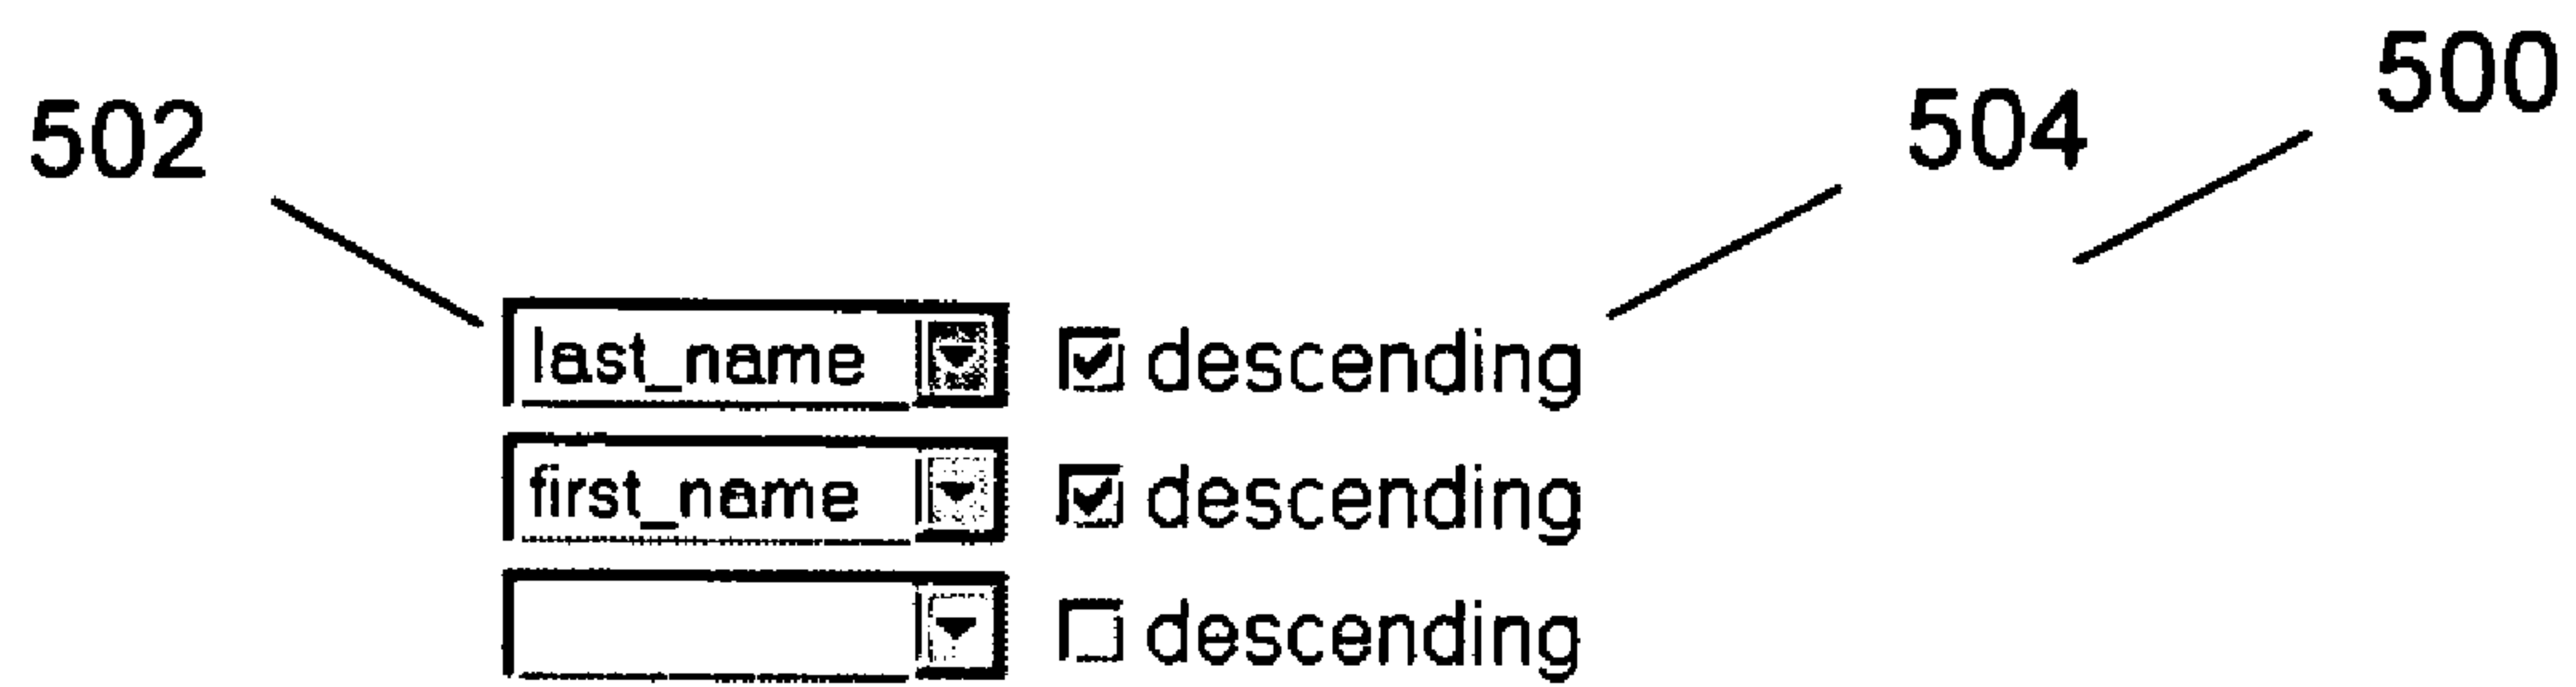 500
502 504
last_name descending
first_name descending
descending